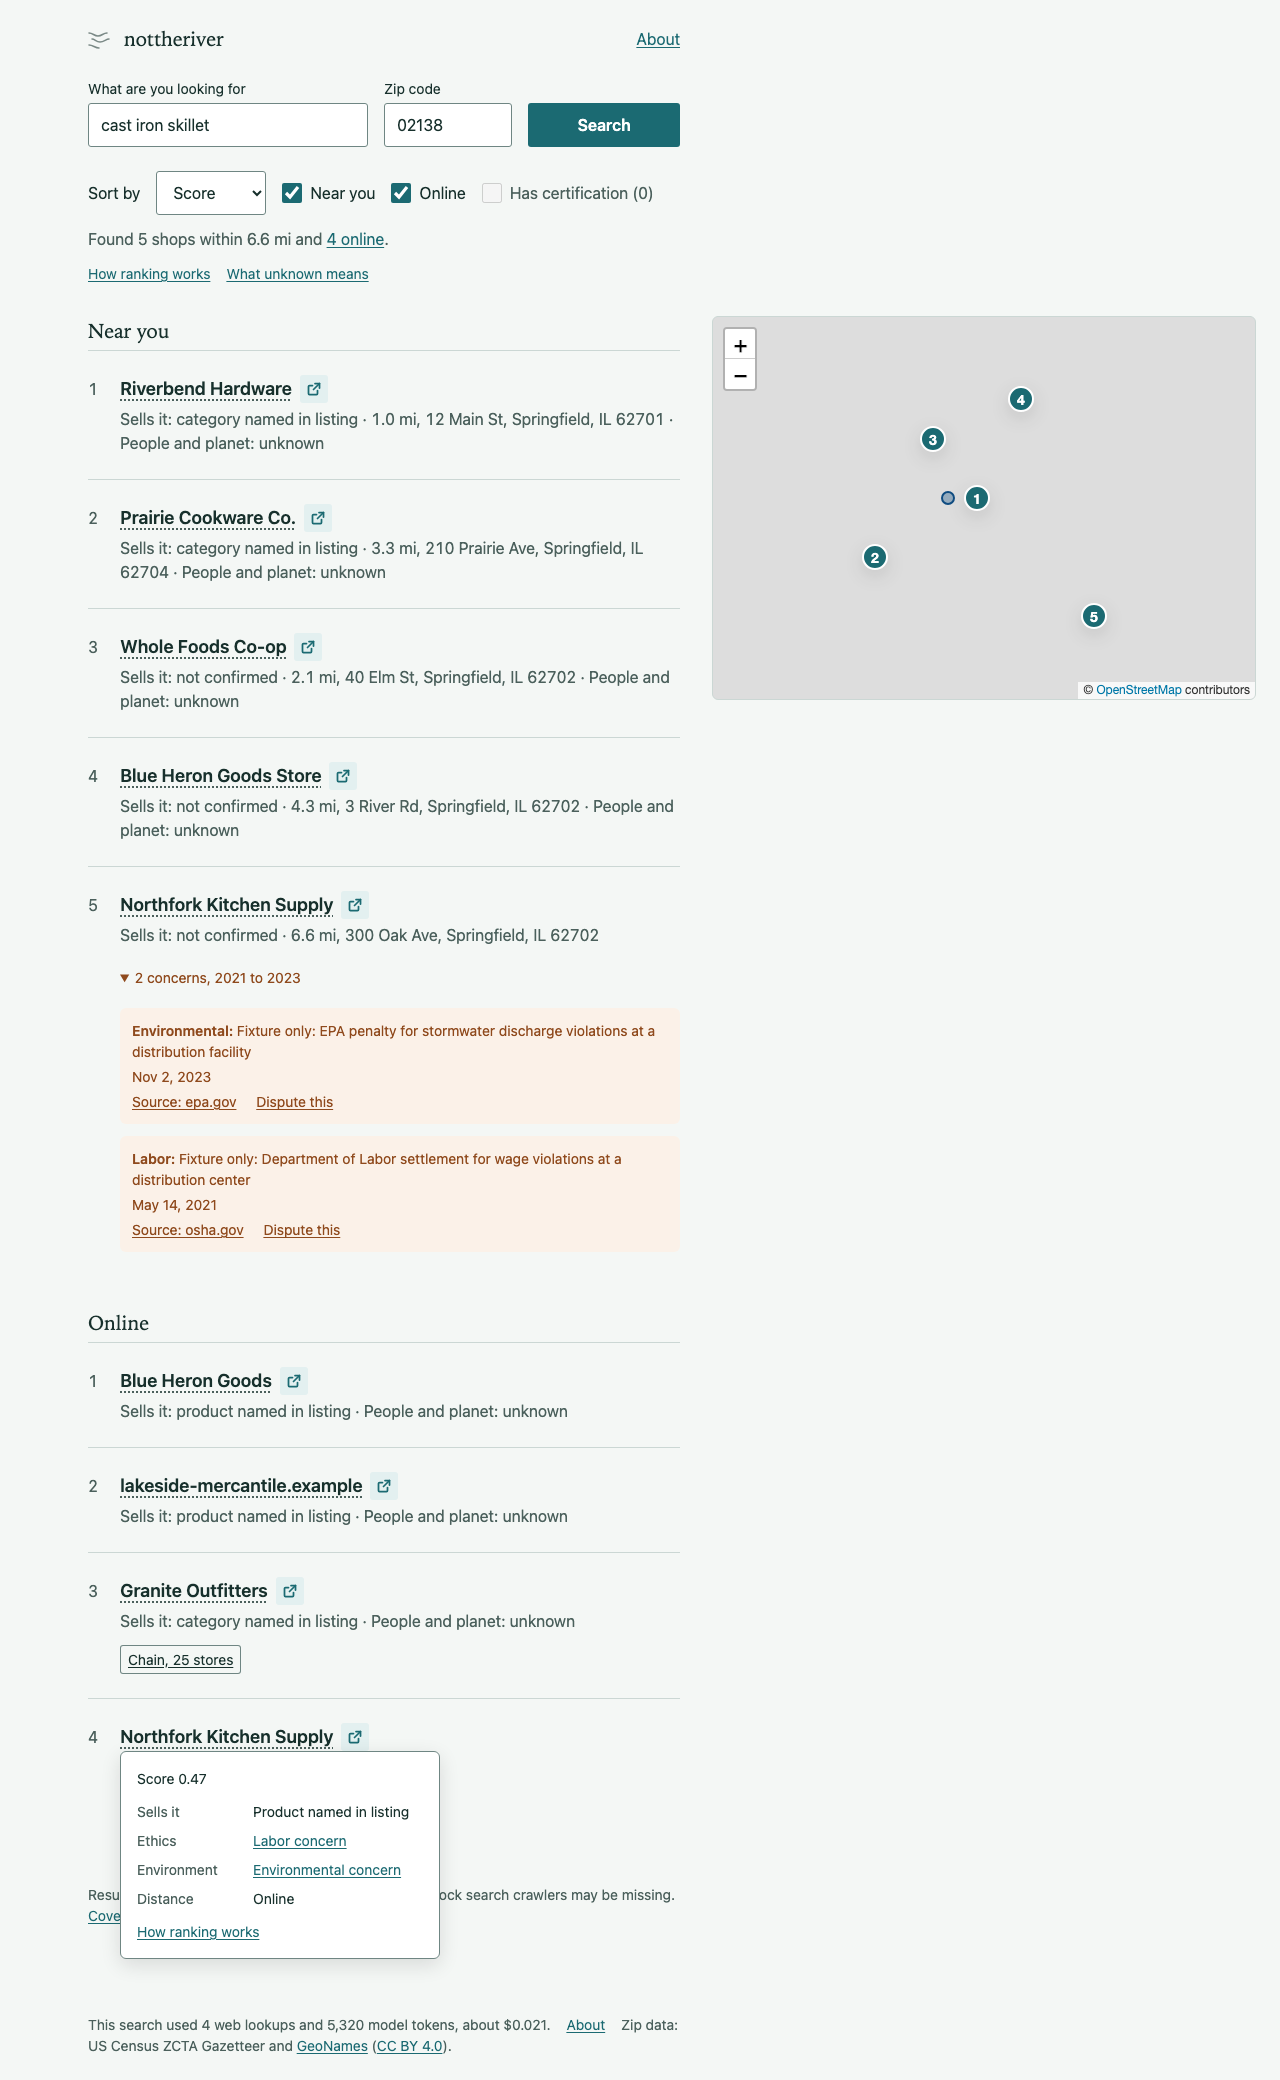 nottheriver
About
What are you looking for
Zip code
cast iron skillet
02138
Search
Sort by
Score
Near you
Online
Has certification (0)
Found 5 shops within 6.6 mi and 4 online.
How ranking works
What unknown means
Near you
1
Riverbend Hardware
Sells it: category named in listing · 1.0 mi, 12 Main St, Springfield, IL 62701 ·
People and planet: unknown
2
Prairie Cookware Co.
Sells it: category named in listing · 3.3 mi, 210 Prairie Ave, Springfield, IL
62704 · People and planet: unknown
3
Whole Foods Co-op
Sells it: not confirmed · 2.1 mi, 40 Elm St, Springfield, IL 62702 · People and
planet: unknown
4
Blue Heron Goods Store
Sells it: not confirmed · 4.3 mi, 3 River Rd, Springfield, IL 62702 · People and
planet: unknown
5
Northfork Kitchen Supply
Sells it: not confirmed · 6.6 mi, 300 Oak Ave, Springfield, IL 62702
▼ 2 concerns, 2021 to 2023
Environmental: Fixture only: EPA penalty for stormwater discharge violations at a
distribution facility
Nov 2, 2023
Source: epa.gov
Dispute this
Labor: Fixture only: Department of Labor settlement for wage violations at a
distribution center
May 14, 2021
Source: osha.gov
Dispute this
+
−
4
3
1
2
5
© OpenStreetMap contributors
Online
1
Blue Heron Goods
Sells it: product named in listing · People and planet: unknown
2
lakeside-mercantile.example
Sells it: product named in listing · People and planet: unknown
3
Granite Outfitters
Sells it: category named in listing · People and planet: unknown
Chain, 25 stores
4
Northfork Kitchen Supply
Score 0.47
Sells it
Product named in listing
Ethics
Labor concern
Environment
Environmental concern
Distance
Online
How ranking works
search crawlers may be missing.
This search used 4 web lookups and 5,320 model tokens, about $0.021.
About
Zip data:
US Census ZCTA Gazetteer and GeoNames (CC BY 4.0).